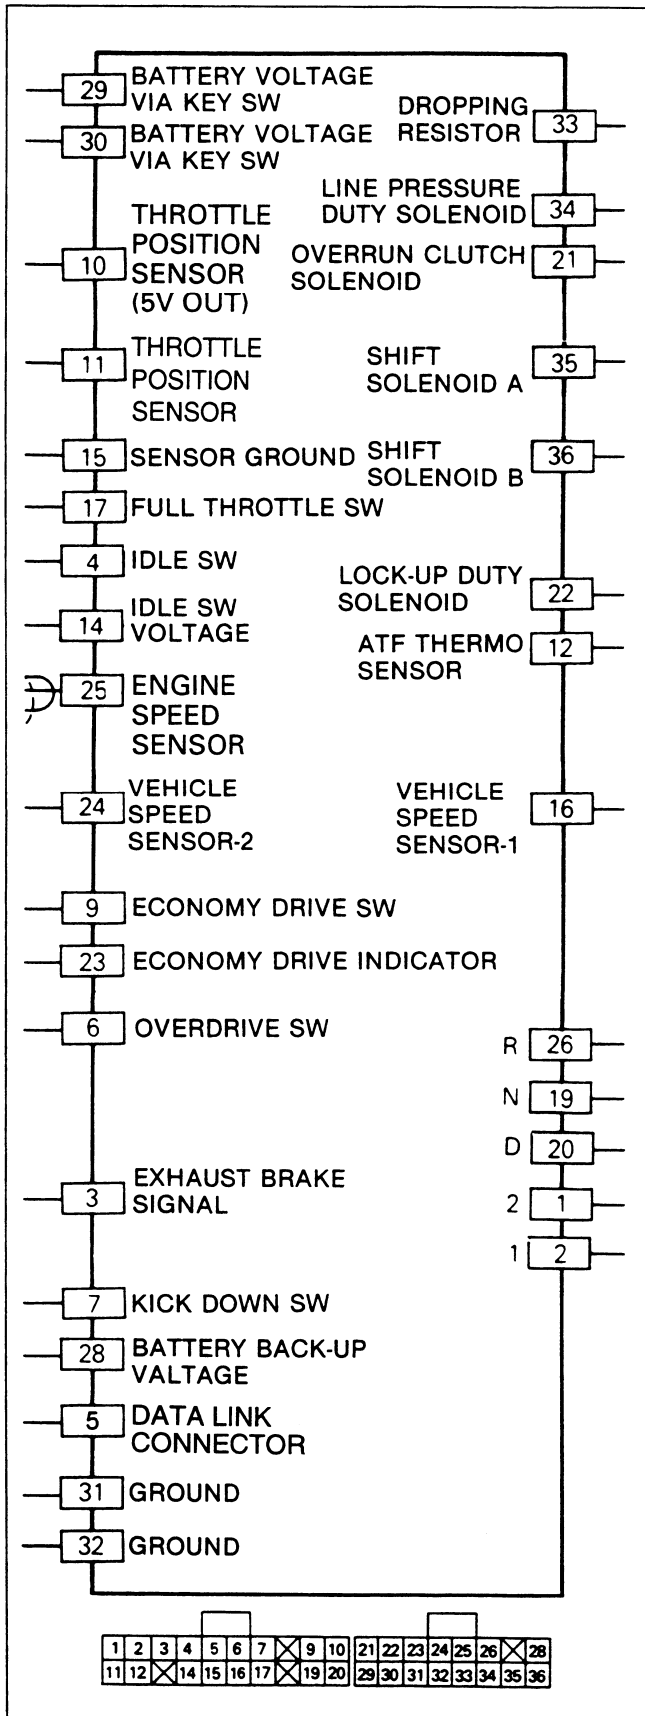 29 BATTERY VOLTAGE
VIA KEY SW
30 BATTERY VOLTAGE
VIA KEY SW
10 THROTTLE
POSITION
SENSOR
(5V OUT)
11 THROTTLE
POSITION
SENSOR
15 SENSOR GROUND
17 FULL THROTTLE SW
4 IDLE SW
14 IDLE SW
VOLTAGE
25 ENGINE
SPEED
SENSOR
24 VEHICLE
SPEED
SENSOR-2
9 ECONOMY DRIVE SW
23 ECONOMY DRIVE INDICATOR
6 OVERDRIVE SW
3 EXHAUST BRAKE
SIGNAL
7 KICK DOWN SW
28 BATTERY BACK-UP
VALTAGE
5 DATA LINK
CONNECTOR
31 GROUND
32 GROUND
DROPPING
RESISTOR 33
LINE PRESSURE
DUTY SOLENOID 34
OVERRUN CLUTCH 21
SOLENOID
SHIFT 35
SOLENOID A
SHIFT 36
SOLENOID B
LOCK-UP DUTY
SOLENOID 22
ATF THERMO 12
SENSOR
VEHICLE
SPEED 16
SENSOR-1
R 26
N 19
D 20
2 1
1 2
1 2 3 4 5 6 7 9 10 21 22 23 24 25 26 28
11 12 14 15 16 17 19 20 29 30 31 32 33 34 35 36